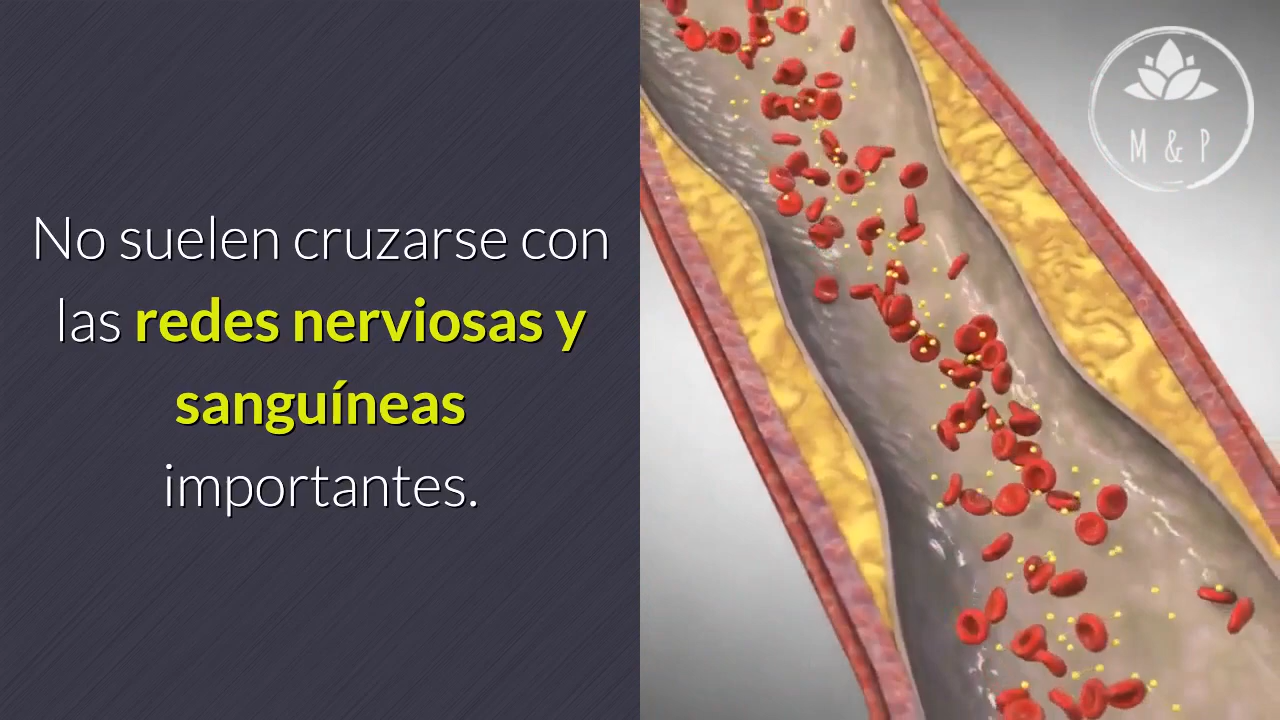 No suelen cruzarse con
las redes nerviosas y
sanguíneas
importantes.
M & P